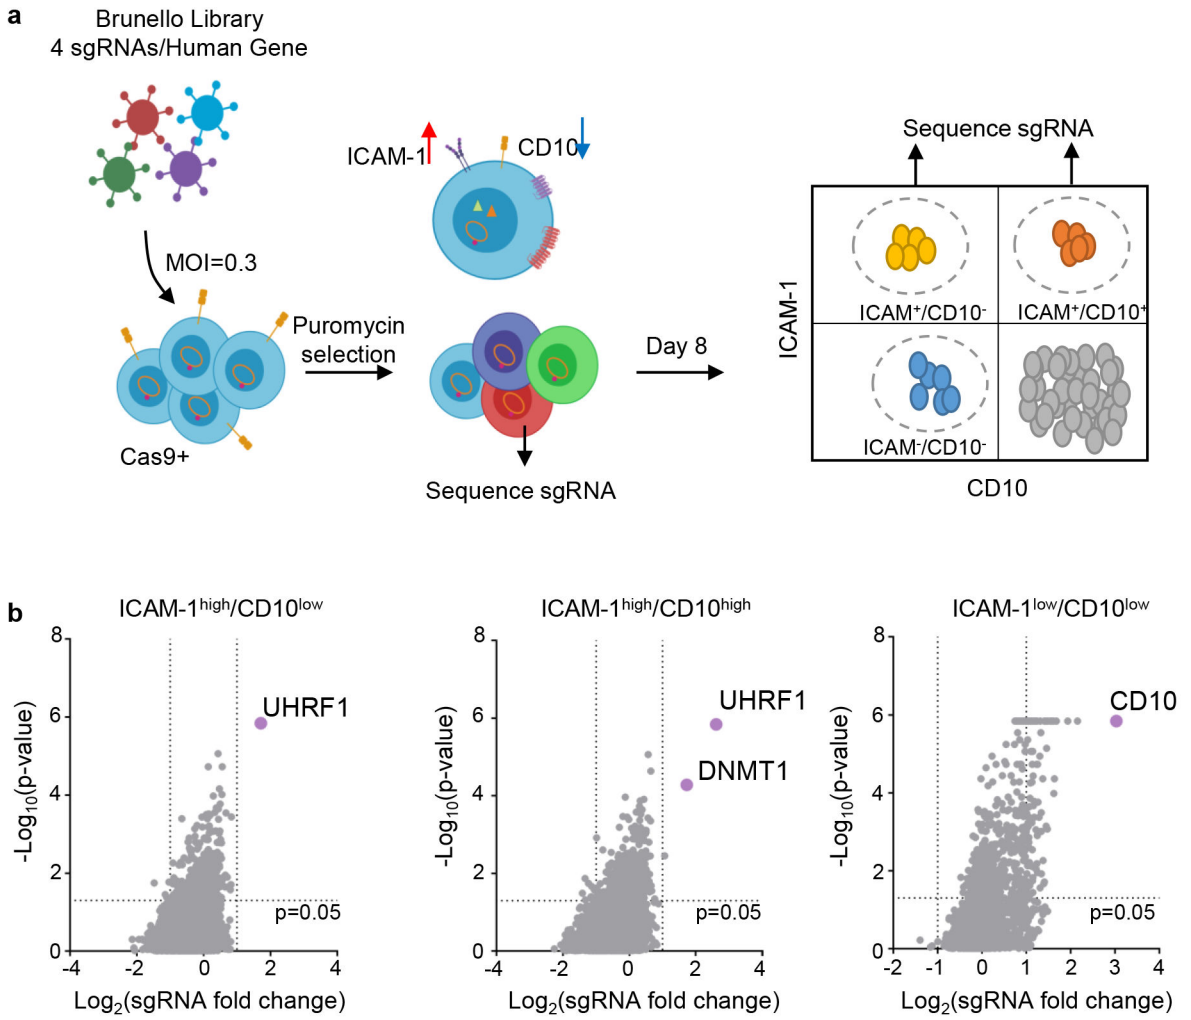 a
Brunello Library
4 sgRNAs/Human Gene
MOI=0.3
Cas9+
Puromycin
selection
ICAM-1
CD10
Sequence sgRNA
Day 8
Sequence sgRNA
ICAM-1
ICAM⁺/CD10⁻
ICAM⁺/CD10⁺
ICAM⁻/CD10⁻
CD10
b
ICAM-1ʰⁱᵍʰ/CD10ˡᵒʷ
8
6
4
2
0
-Log₁₀(p-value)
UHRF1
p=0.05
-4 -2 0 2 4
Log₂(sgRNA fold change)
ICAM-1ʰⁱᵍʰ/CD10ʰⁱᵍʰ
8
6
4
2
0
-Log₁₀(p-value)
UHRF1
DNMT1
p=0.05
-4 -2 0 2 4
Log₂(sgRNA fold change)
ICAM-1ˡᵒʷ/CD10ˡᵒʷ
8
6
4
2
0
-Log₁₀(p-value)
CD10
p=0.05
-2 -1 0 1 2 3 4
Log₂(sgRNA fold change)